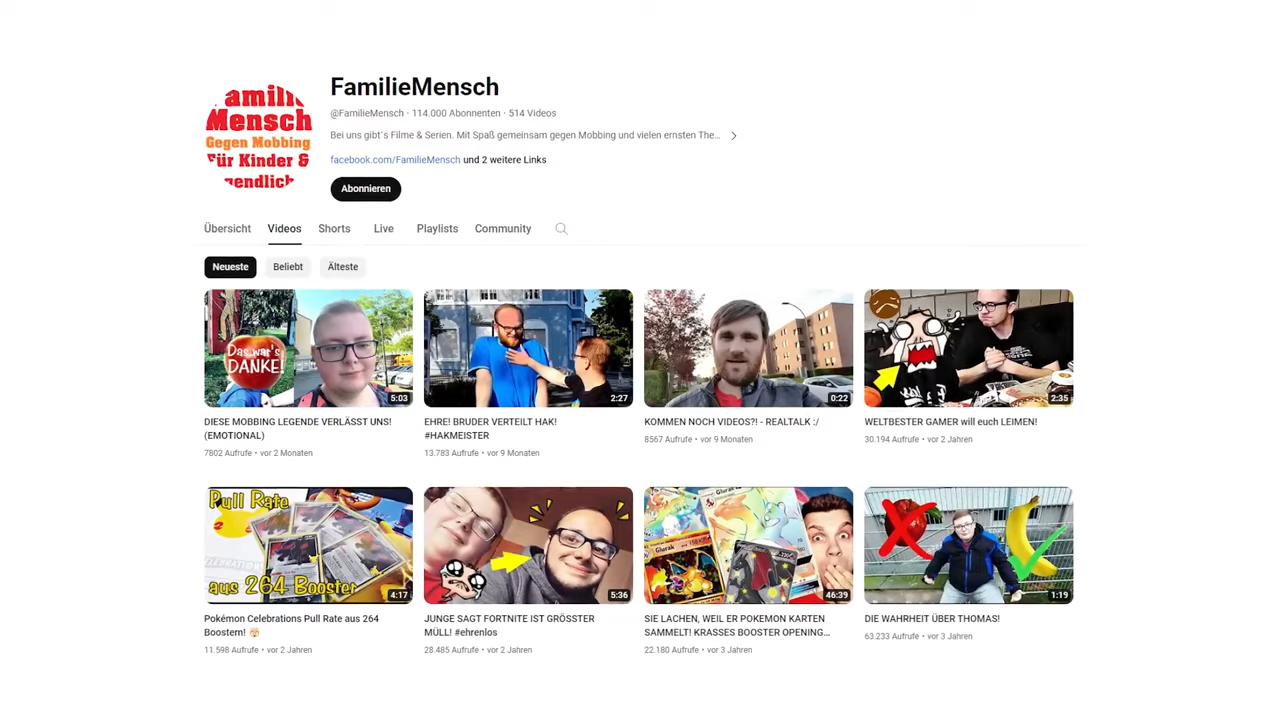 FamilieMensch
@FamilieMensch · 114.000 Abonnenten · 514 Videos
Bei uns gibt´s Filme & Serien. Mit Spaß gemeinsam gegen Mobbing und vielen ernsten The...
facebook.com/FamilieMensch und 2 weitere Links
Abonnieren
amili
Mensch
Gegen Mobbing
Für Kinder &
gendlich
Übersicht Videos Shorts Live Playlists Community
Neueste Beliebt Älteste
Das war's
DANKE!
5:03 2:27 0:22 2:35
DIESE MOBBING LEGENDE VERLÄSST UNS!
(EMOTIONAL)
7802 Aufrufe • vor 2 Monaten
EHRE! BRUDER VERTEILT HAK!
#HAKMEISTER
13.783 Aufrufe • vor 9 Monaten
KOMMEN NOCH VIDEOS?! - REALTALK :/
8567 Aufrufe • vor 9 Monaten
WELTBESTER GAMER will euch LEIMEN!
30.194 Aufrufe • vor 2 Jahren
Pull Rate
CELEBRATIONS
aus 264 Booster
Glurak
Glurak
4:17 5:36 46:39 1:19
Pokémon Celebrations Pull Rate aus 264
Boostern! 🤯
11.598 Aufrufe • vor 2 Jahren
JUNGE SAGT FORTNITE IST GRÖSSTER
MÜLL! #ehrenlos
28.485 Aufrufe • vor 2 Jahren
SIE LACHEN, WEIL ER POKEMON KARTEN
SAMMELT! KRASSES BOOSTER OPENING...
22.180 Aufrufe • vor 3 Jahren
DIE WAHRHEIT ÜBER THOMAS!
63.233 Aufrufe • vor 3 Jahren